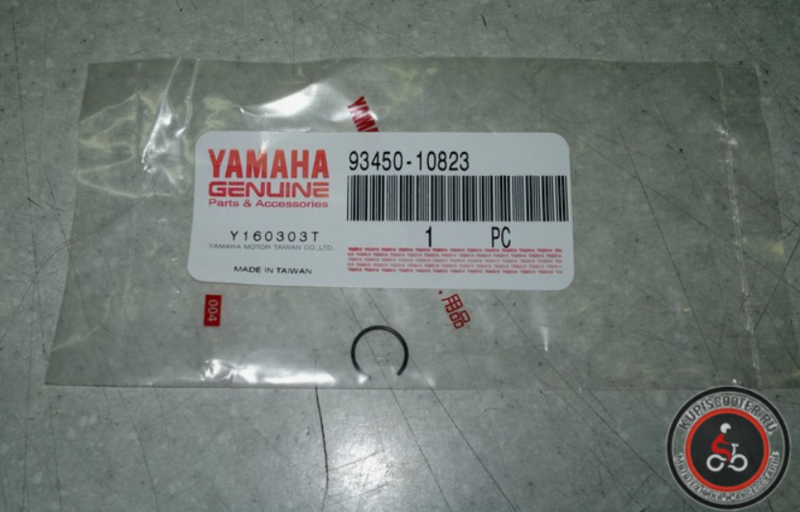 YAMAHA
GENUINE
Parts & Accessories
93450-10823
Y160303T
1 PC
YAMAHA MOTOR TAIWAN CO.,LTD.
MADE IN TAIWAN
004
用品
KUPISCOOTER.RU